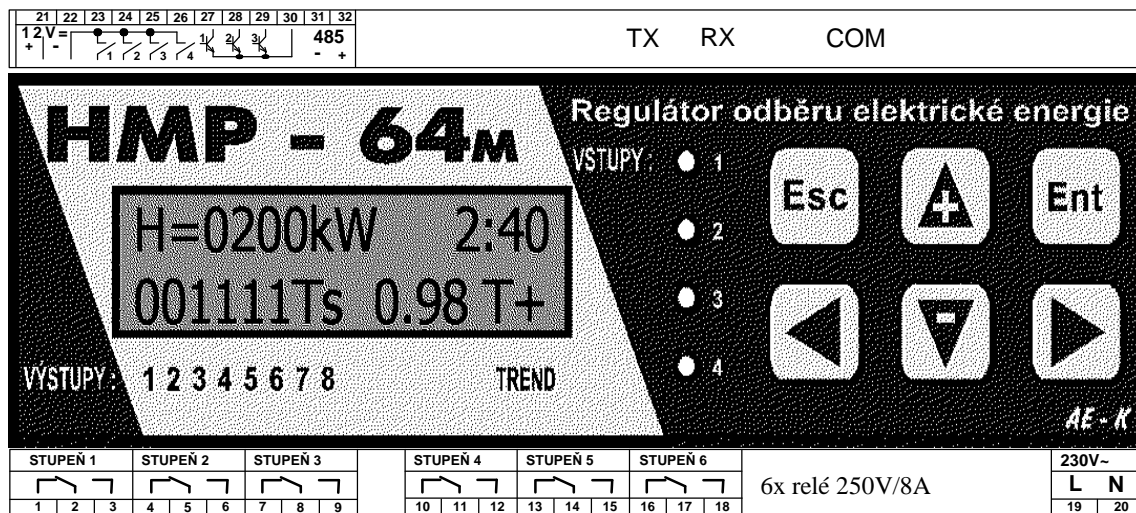 21 22 23 24 25 26 27 28 29 30 31 32
12V= 1 2 3 485
+ - 1 2 3 4 - +
TX RX COM
HMP - 64M
Regulátor odběru elektrické energie
VSTUPY: 1
2
3
4
Esc + Ent
-
H=0200kW 2:40
001111Ts 0.98 T+
VÝSTUPY: 1 2 3 4 5 6 7 8 TREND
AE - K
STUPEŇ 1 STUPEŇ 2 STUPEŇ 3 STUPEŇ 4 STUPEŇ 5 STUPEŇ 6 230V~
6x relé 250V/8A L N
1 2 3 4 5 6 7 8 9 10 11 12 13 14 15 16 17 18 19 20